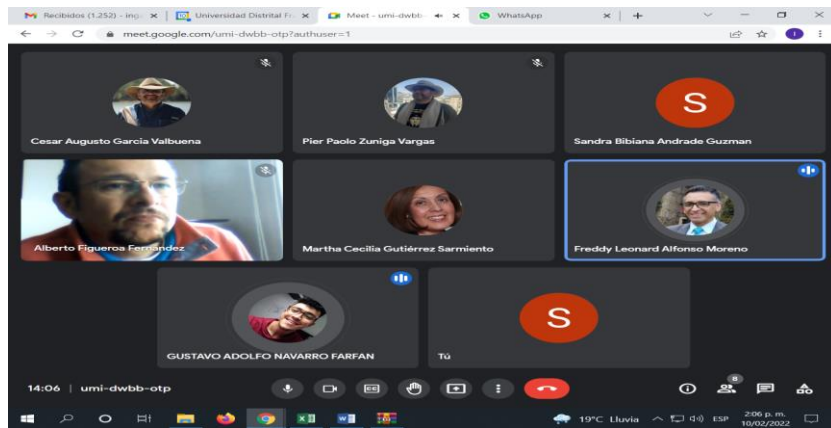 Recibidos (1.252) - ing.
Universidad Distrital Fr
Meet - umi-dwbb-
WhatsApp
meet.google.com/umi-dwbb-otp?authuser=1
Cesar Augusto Garcia Valbuena
Pier Paolo Zuniga Vargas
S
Sandra Bibiana Andrade Guzman
Alberto Figueroa Fernández
Martha Cecilia Gutiérrez Sarmiento
Freddy Leonard Alfonso Moreno
GUSTAVO ADOLFO NAVARRO FARFAN
S
Tú
14:06 | umi-dwbb-otp
8
19°C Lluvia
ESP
2:06 p. m.
10/02/2022